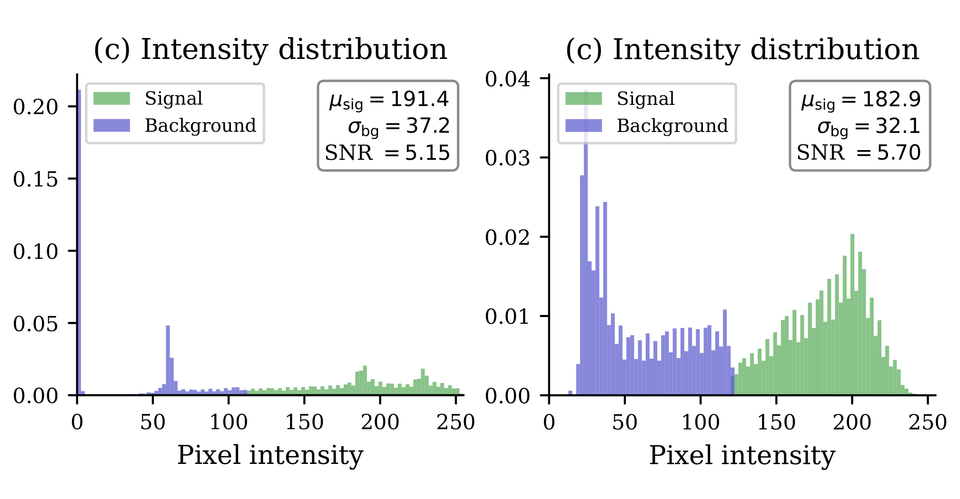 (c) Intensity distribution
0.20
0.15
0.10
0.05
0.00
Signal
Background
μsig = 191.4
σbg = 37.2
SNR = 5.15
0 50 100 150 200 250
Pixel intensity
(c) Intensity distribution
0.04
0.03
0.02
0.01
0.00
Signal
Background
μsig = 182.9
σbg = 32.1
SNR = 5.70
0 50 100 150 200 250
Pixel intensity